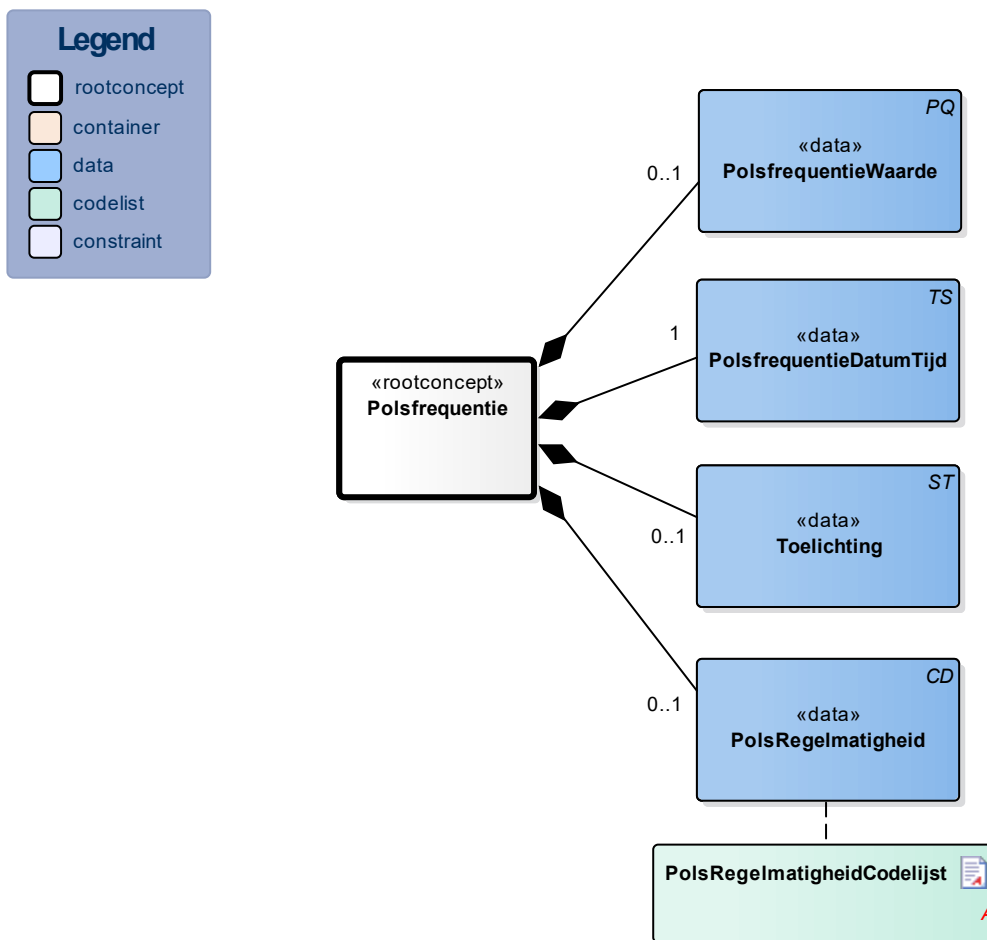 Legend
rootconcept
container
data
codelist
constraint
PQ
«data»
PolsfrequentieWaarde
0..1
TS
«data»
PolsfrequentieDatumTijd
1
«rootconcept»
Polsfrequentie
ST
«data»
Toelichting
0..1
CD
«data»
PolsRegelmatigheid
0..1
PolsRegelmatigheidCodelijst